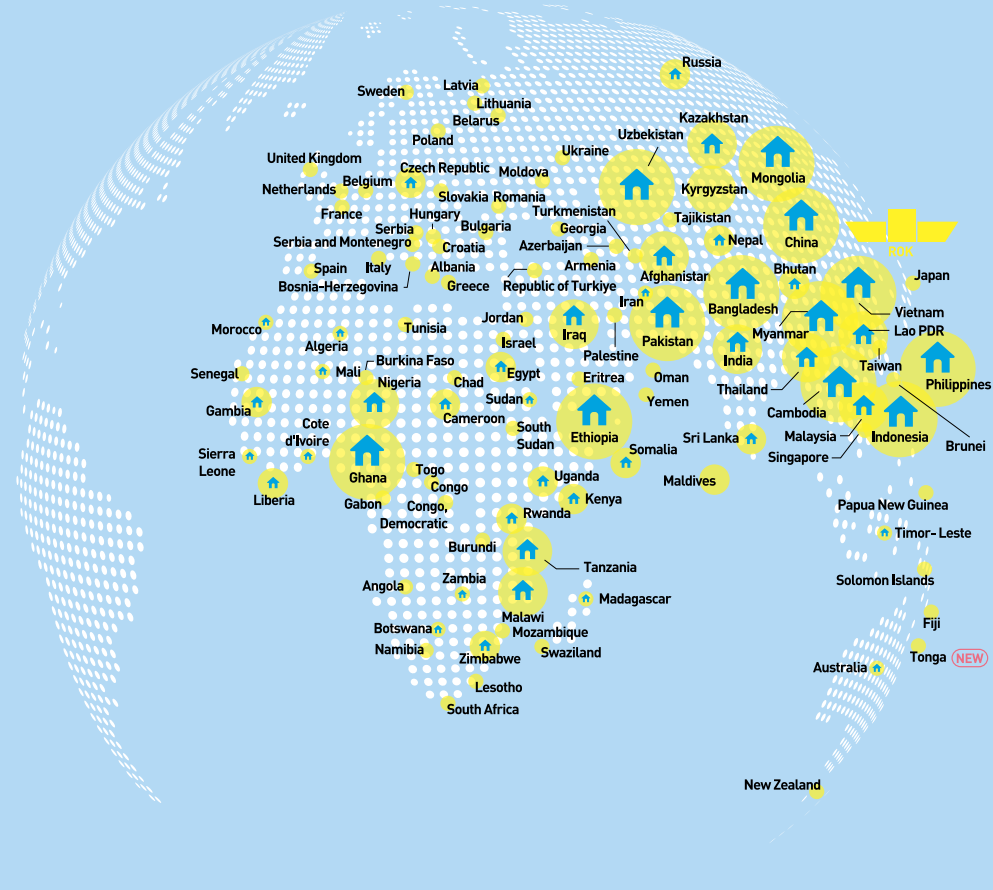 Russia
Sweden
Latvia
Lithuania
Belarus
Poland
Kazakhstan
Uzbekistan
Mongolia
United Kingdom
Ukraine
Czech Republic
Moldova
Kyrgyzstan
Netherlands
Belgium
Slovakia
Romania
France
Hungary
Turkmenistan
Tajikistan
Serbia
Bulgaria
Georgia
China
Serbia and Montenegro
Croatia
Azerbaijan
Nepal
RDK
Spain
Italy
Albania
Armenia
Afghanistan
Bhutan
Japan
Bosnia-Herzegovina
Greece
Republic of Turkiye
Iran
Bangladesh
Vietnam
Morocco
Tunisia
Jordan
Iraq
Pakistan
Myanmar
Lao PDR
Algeria
Israel
Palestine
India
Taiwan
Burkina Faso
Senegal
Mali
Nigeria
Chad
Egypt
Eritrea
Oman
Thailand
Philippines
Gambia
Sudan
Yemen
Cameroon
Cambodia
Cote
d'Ivoire
South
Sudan
Ethiopia
Sri Lanka
Malaysia
Indonesia
Brunei
Singapore
Sierra
Leone
Ghana
Togo
Somalia
Liberia
Gabon
Congo
Uganda
Maldives
Congo,
Democratic
Kenya
Rwanda
Papua New Guinea
Burundi
Timor-Leste
Tanzania
Angola
Zambia
Solomon Islands
Madagascar
Malawi
Fiji
Botswana
Mozambique
Namibia
Zimbabwe
Swaziland
Tonga NEW
Australia
Lesotho
South Africa
New Zealand